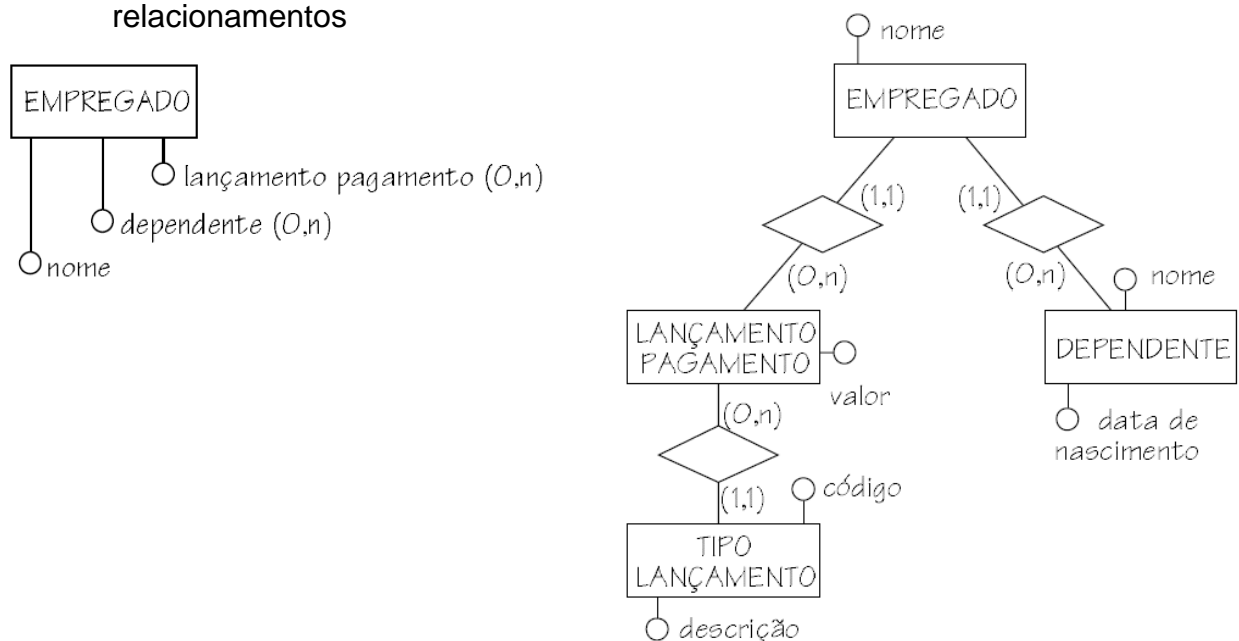 relacionamentos
EMPREGADO
lançamento pagamento (0,n)
dependente (0,n)
nome
nome
EMPREGADO
(1,1)
(1,1)
(0,n)
(0,n)
nome
LANÇAMENTO
PAGAMENTO
valor
DEPENDENTE
data de
nascimento
(0,n)
(1,1)
código
TIPO
LANÇAMENTO
descrição